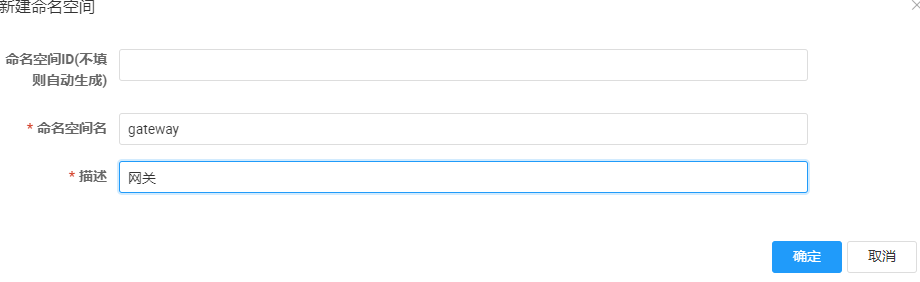 新建命名空间
命名空间ID(不填
则自动生成)
* 命名空间名
gateway
* 描述
网关
确定
取消